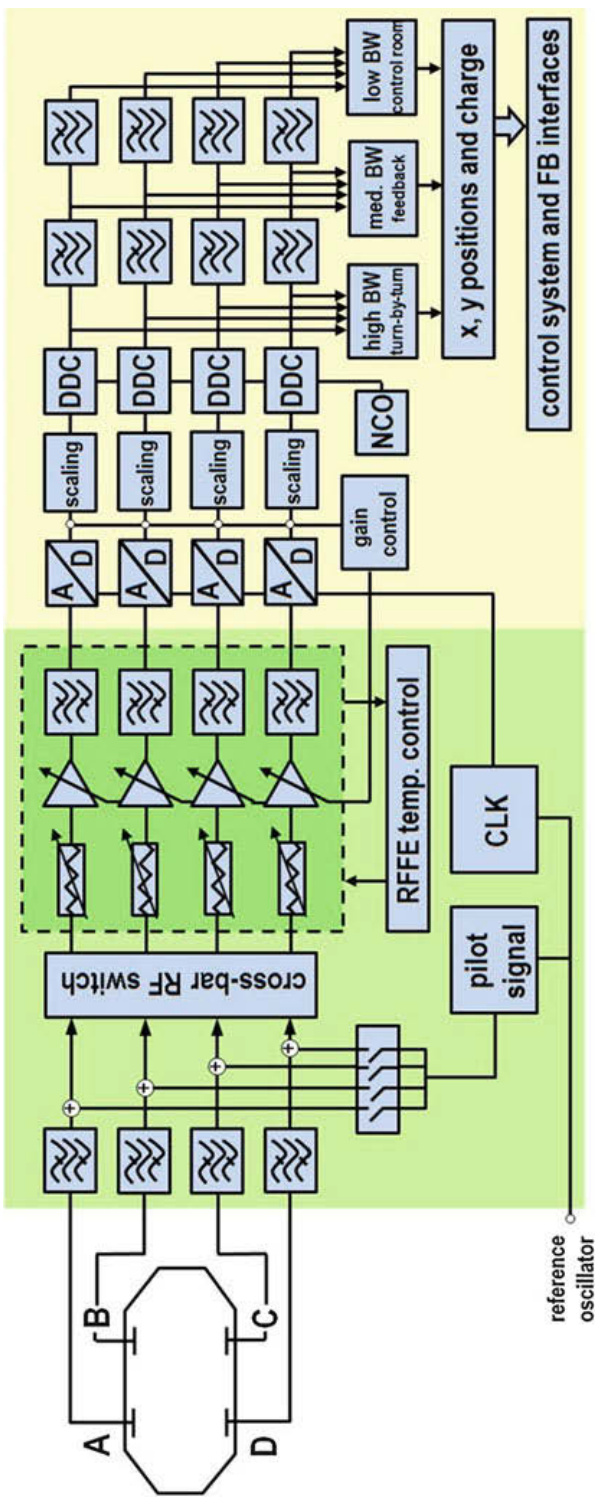 A
B
C
D
reference
oscillator
cross-bar RF switch
pilot
signal
CLK
RFFE temp. control
A
D
A
D
A
D
A
D
gain
control
scaling
scaling
scaling
scaling
DDC
DDC
DDC
DDC
NCO
high BW
turn-by-turn
med. BW
feedback
low BW
control room
x, y positions and charge
control system and FB interfaces
+
+
+
+